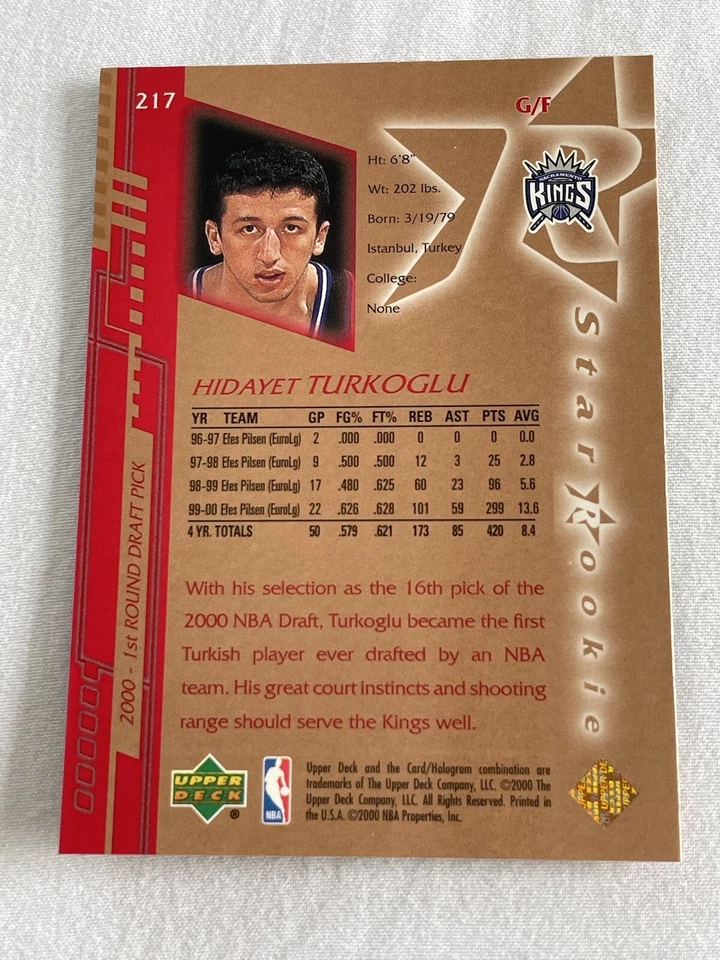 217
G/F
Ht: 6'8"
Wt: 202 lbs.
Born: 3/19/79
Istanbul, Turkey
College:
None
SACRAMENTO
KINGS
Star Rookie
HIDAYET TURKOGLU
YR TEAM GP FG% FT% REB AST PTS AVG
96-97 Efes Pilsen (EuroLg) 2 .000 .000 0 0 0 0.0
97-98 Efes Pilsen (EuroLg) 9 .500 .500 12 3 25 2.8
98-99 Efes Pilsen (EuroLg) 17 .480 .625 60 23 96 5.6
99-00 Efes Pilsen (EuroLg) 22 .626 .628 101 59 299 13.6
4 YR. TOTALS 50 .579 .621 173 85 420 8.4
2000 - 1st ROUND DRAFT PICK
With his selection as the 16th pick of the
2000 NBA Draft, Turkoglu became the first
Turkish player ever drafted by an NBA
team. His great court instincts and shooting
range should serve the Kings well.
UPPER
DECK
®
NBA
Upper Deck and the Card/Hologram combination are
trademarks of The Upper Deck Company, LLC. ©2000 The
Upper Deck Company, LLC. All Rights Reserved. Printed in
the U.S.A. ©2000 NBA Properties, Inc.